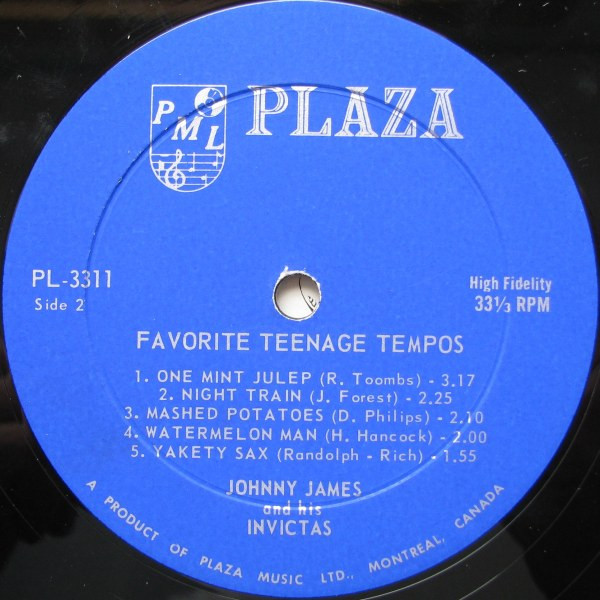 PML
PLAZA
PL-3311
Side 2
High Fidelity
33⅓ RPM
FAVORITE TEENAGE TEMPOS
1. ONE MINT JULEP (R. Toombs) - 3.17
2. NIGHT TRAIN (J. Forest) - 2.25
3. MASHED POTATOES (D. Philips) - 2.10
4. WATERMELON MAN (H. Hancock) - 2.00
5. YAKETY SAX (Randolph - Rich) - 1.55
JOHNNY JAMES
and his
INVICTAS
A PRODUCT OF PLAZA MUSIC LTD., MONTREAL, CANADA